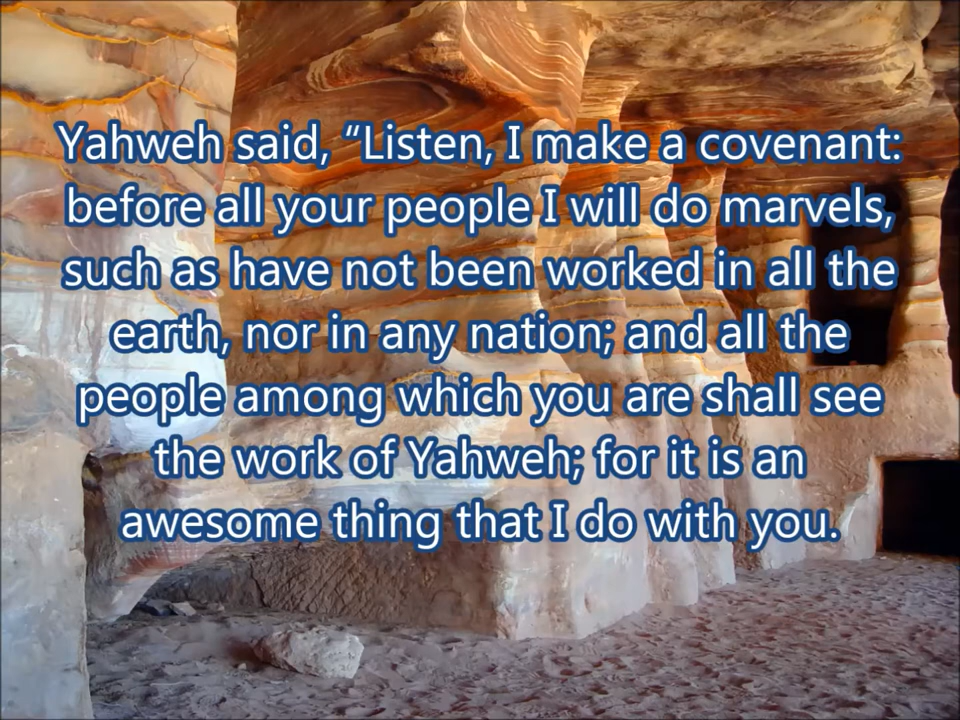 Yahweh said, “Listen, I make a covenant:
before all your people I will do marvels,
such as have not been worked in all the
earth, nor in any nation; and all the
people among which you are shall see
the work of Yahweh; for it is an
awesome thing that I do with you.